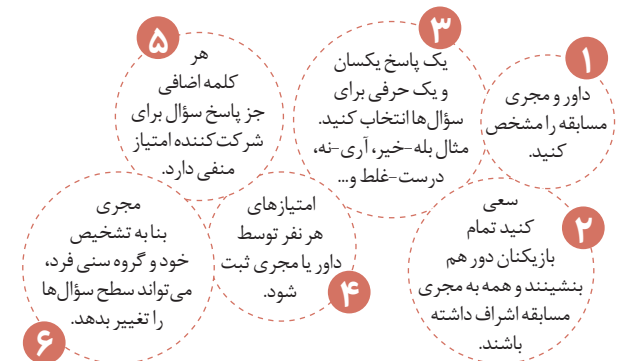 ۱
داور و مجری
مسابقه را مشخص
کنید.
۲
سعی
کنید تمام
بازیکنان دور هم
بنشینند و همه به مجری
مسابقه اشراف داشته
باشند.
۳
یک پاسخ یکسان
و یک حرفی برای
سؤال‌ها انتخاب کنید.
مثال بله-خیر، آری-نه،
درست-غلط و...
۴
امتیازهای
هر نفر توسط
داور یا مجری ثبت
شود.
۵
هر
کلمه اضافی
جز پاسخ سؤال برای
شرکت‌کننده امتیاز
منفی دارد.
۶
مجری
بنا به تشخیص
خود و گروه سنی فرد،
می‌تواند سطح سؤال‌ها
را تغییر بدهد.